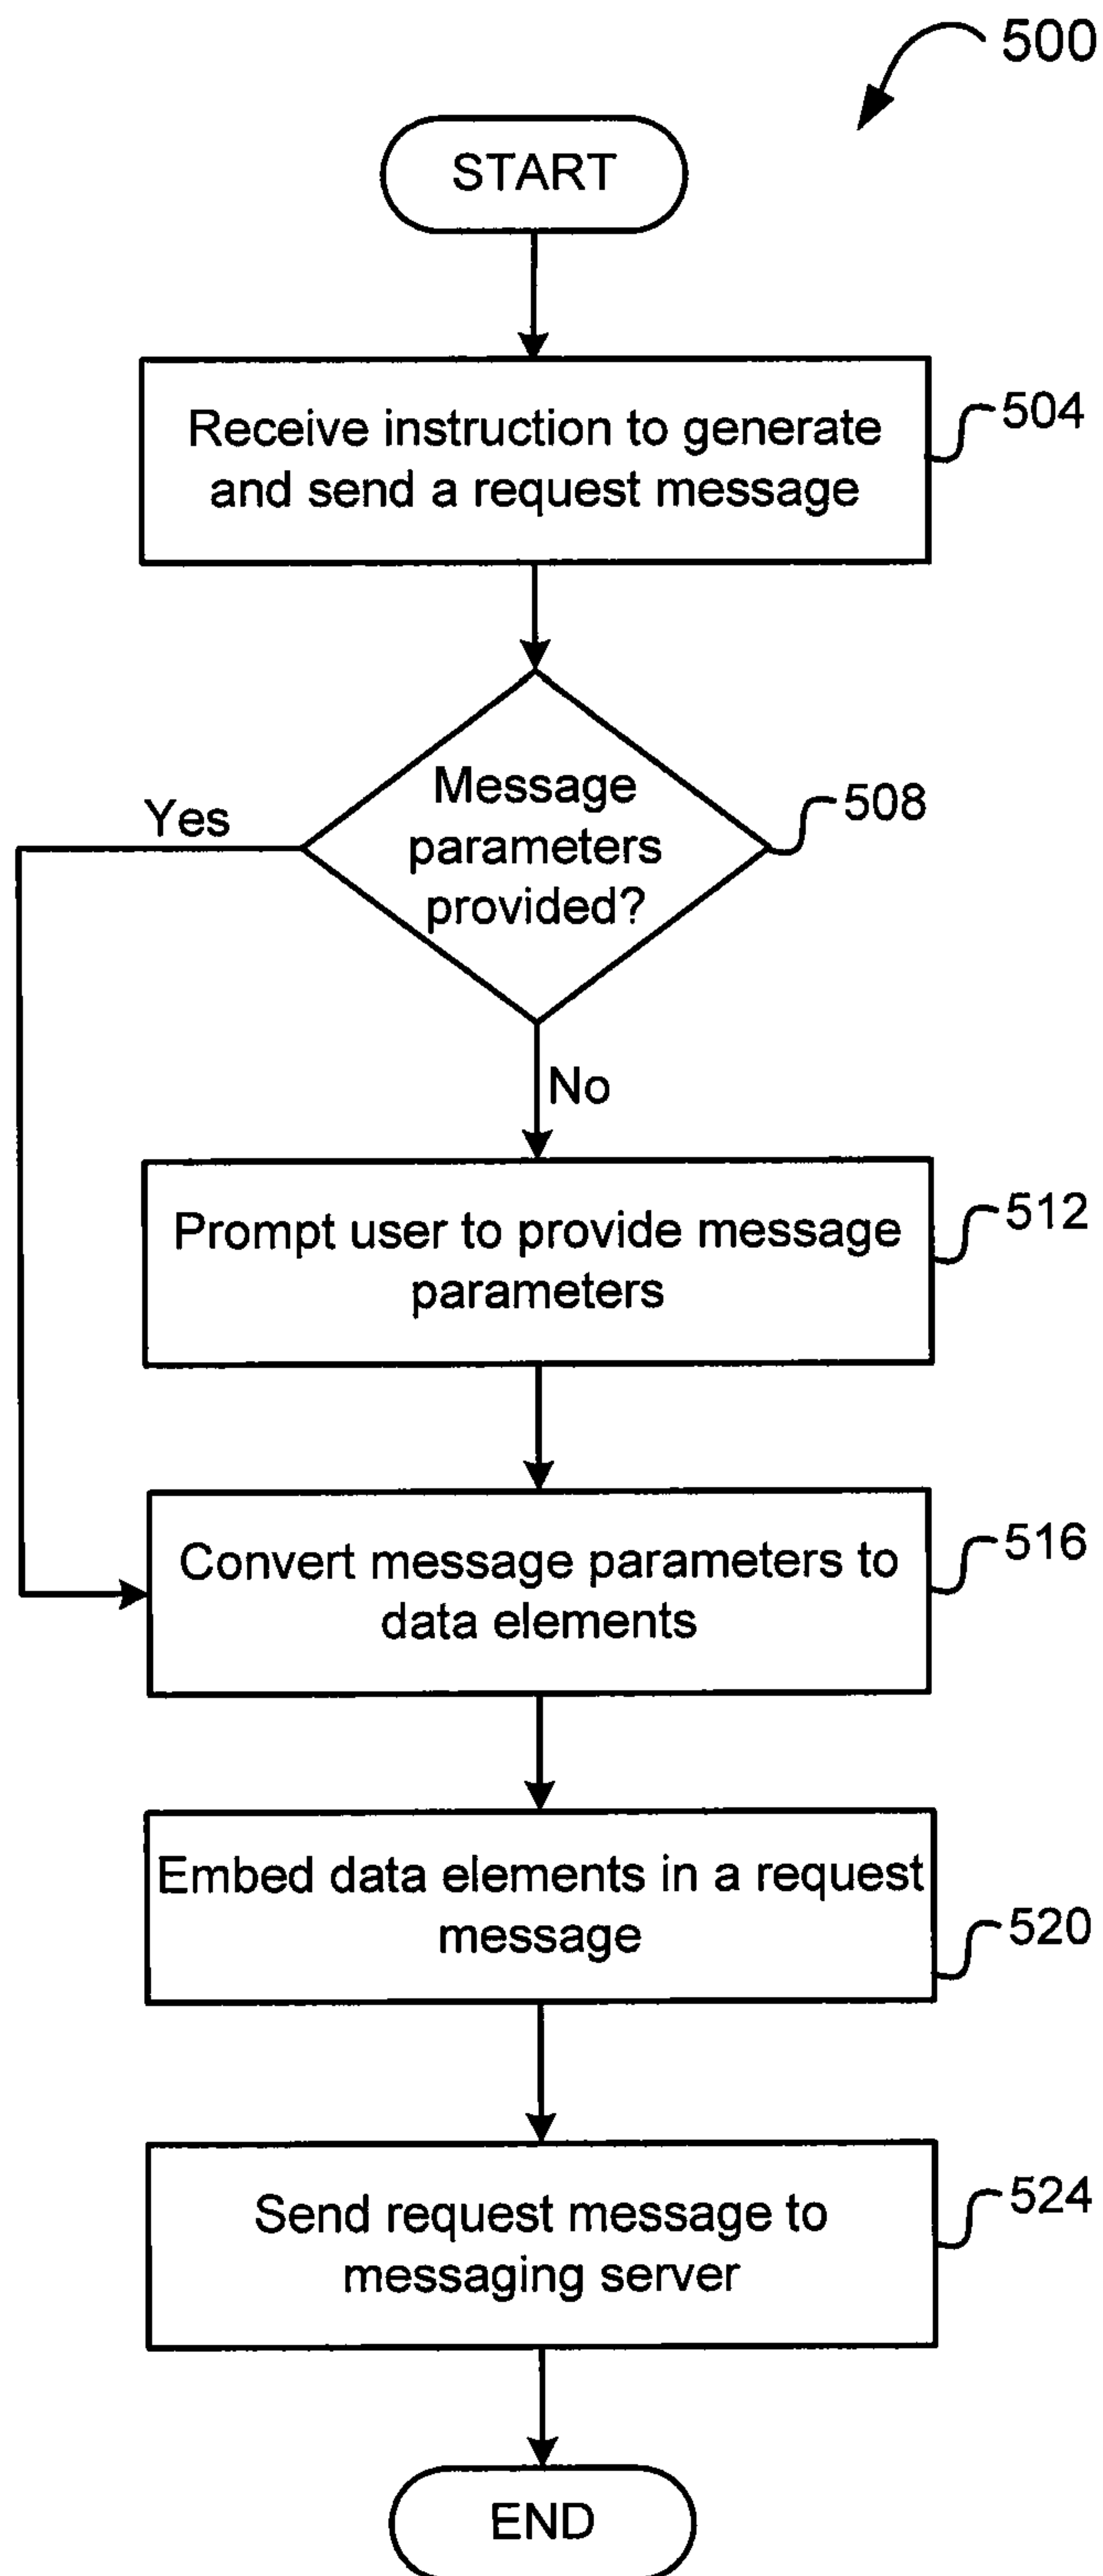 500
START
Receive instruction to generate
and send a request message
504
Message
parameters
provided?
508
Yes
No
Prompt user to provide message
parameters
512
Convert message parameters to
data elements
516
Embed data elements in a request
message
520
Send request message to
messaging server
524
END